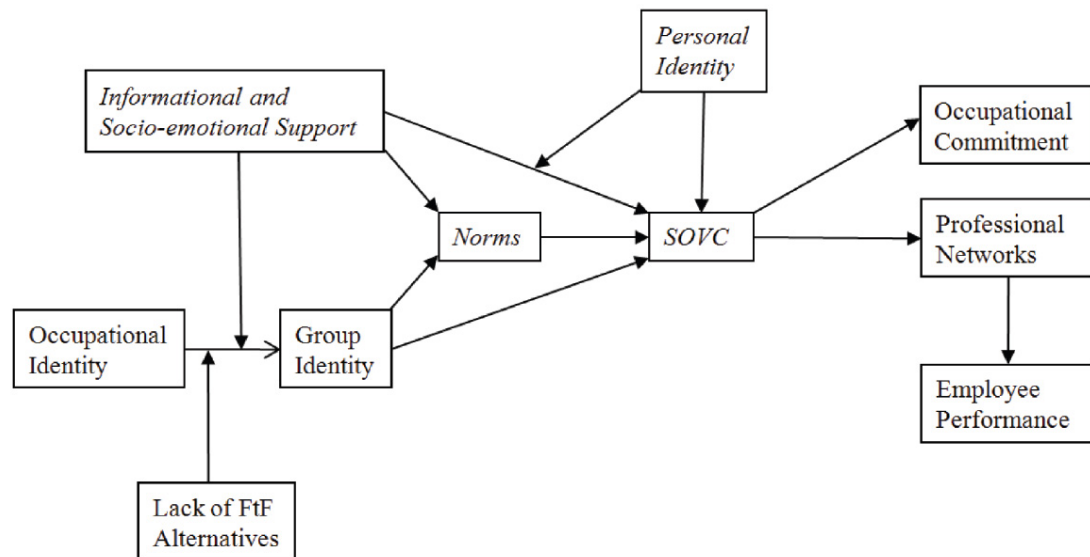 Personal
Identity
Informational and
Socio-emotional Support
Occupational
Commitment
Norms
SOVC
Professional
Networks
Occupational
Identity
Group
Identity
Employee
Performance
Lack of FtF
Alternatives